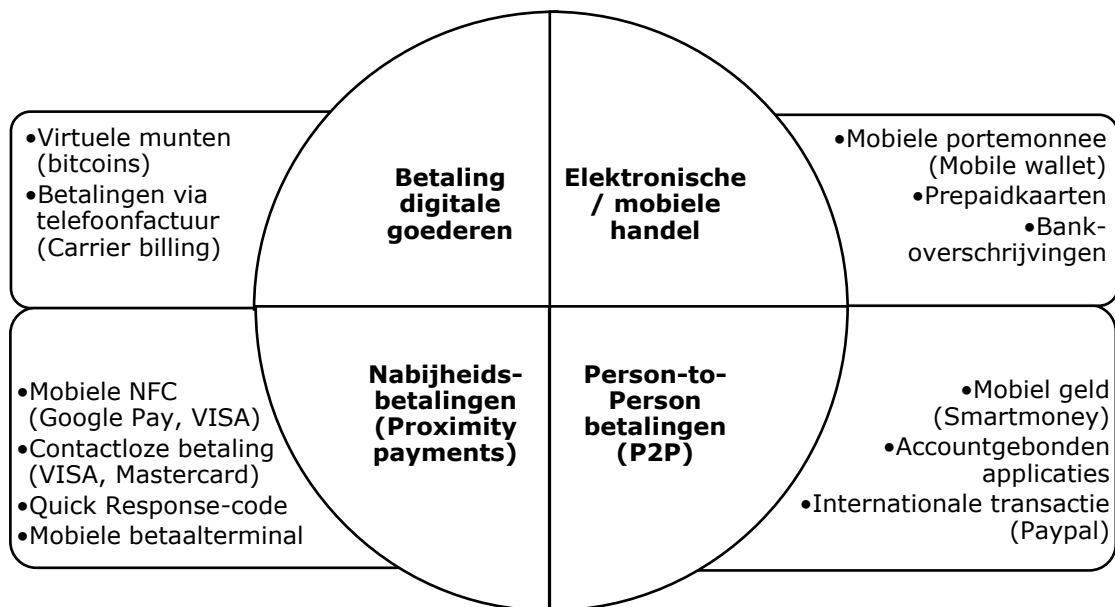 •Virtuele munten
(bitcoins)
•Betalingen via
telefoonfactuur
(Carrier billing)
Betaling
digitale
goederen
Elektronische
/ mobiele
handel
•Mobiele portemonnee
(Mobile wallet)
•Prepaidkaarten
•Bank-
overschrijvingen
•Mobiele NFC
(Google Pay, VISA)
•Contactloze betaling
(VISA, Mastercard)
•Quick Response-code
•Mobiele betaalterminal
Nabijheids-
betalingen
(Proximity
payments)
Person-to-
Person
betalingen
(P2P)
•Mobiel geld
(Smartmoney)
•Accountgebonden
applicaties
•Internationale transactie
(Paypal)